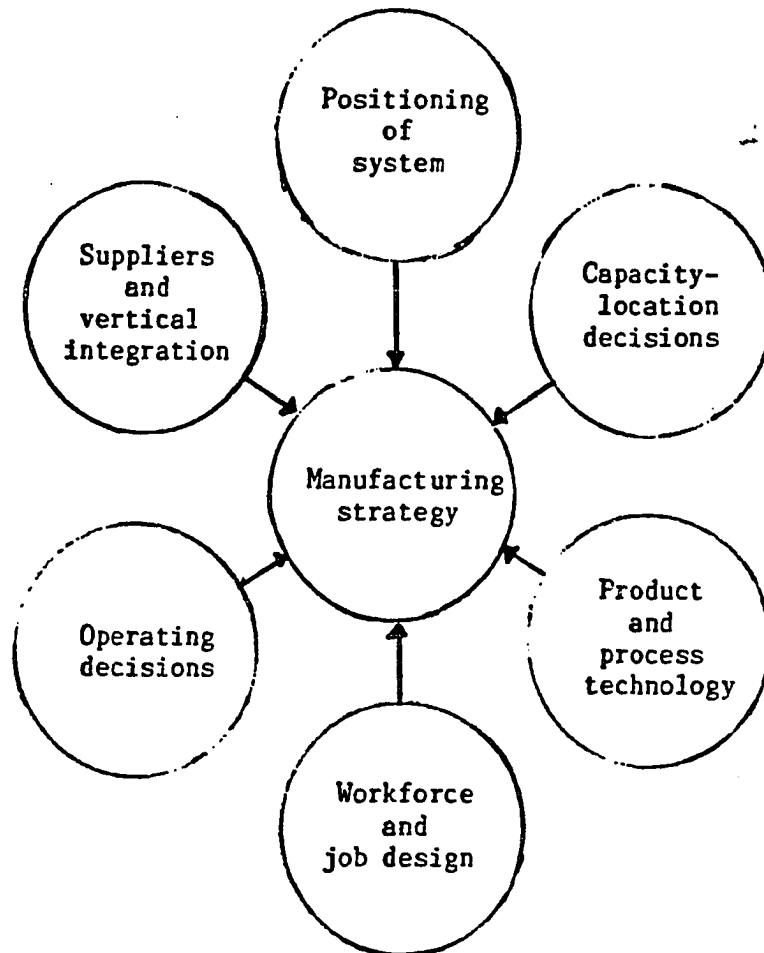 Positioning
of
system
Suppliers
and
vertical
integration
Capacity-
location
decisions
Manufacturing
strategy
Operating
decisions
Product
and
process
technology
Workforce
and
job design